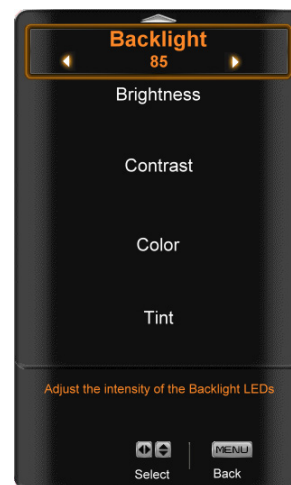 Backlight
85
Brightness
Contrast
Color
Tint
Adjust the intensity of the Backlight LEDs
MENU
Select Back